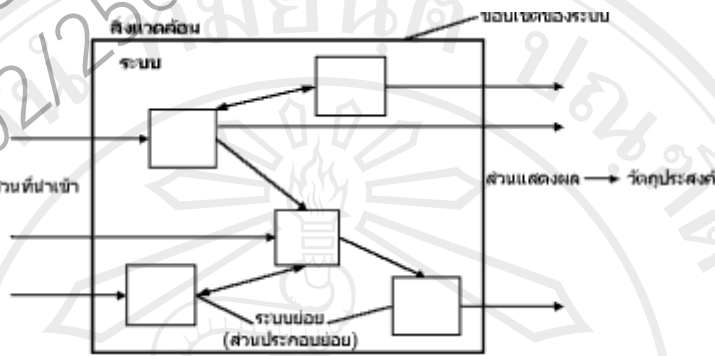 สิ่งแวดล้อม
ขอบเขตของระบบ
ระบบ
ส่วนที่นำเข้า
ส่วนแสดงผล วัตถุประสงค์
ระบบย่อย
(ส่วนประกอบย่อย)